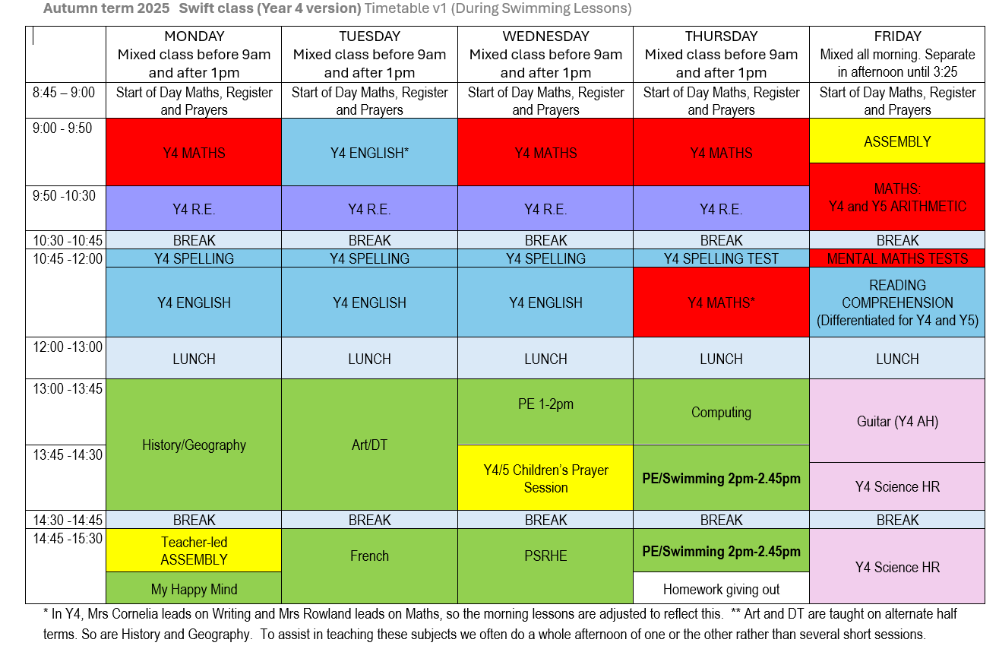 Autumn term 2025 Swift class (Year 4 version) Timetable v1 (During Swimming Lessons)
MONDAY
Mixed class before 9am
and after 1pm
TUESDAY
Mixed class before 9am
and after 1pm
WEDNESDAY
Mixed class before 9am
and after 1pm
THURSDAY
Mixed class before 9am
and after 1pm
FRIDAY
Mixed all morning. Separate
in afternoon until 3:25
8:45 – 9:00
Start of Day Maths, Register
and Prayers
Start of Day Maths, Register
and Prayers
Start of Day Maths, Register
and Prayers
Start of Day Maths, Register
and Prayers
Start of Day Maths, Register
and Prayers
9:00 - 9:50
Y4 MATHS
Y4 ENGLISH*
Y4 MATHS
Y4 MATHS
ASSEMBLY
9:50 -10:30
Y4 R.E.
Y4 R.E.
Y4 R.E.
Y4 R.E.
MATHS:
Y4 and Y5 ARITHMETIC
10:30 -10:45
BREAK
BREAK
BREAK
BREAK
BREAK
10:45 -12:00
Y4 SPELLING
Y4 SPELLING
Y4 SPELLING
Y4 SPELLING TEST
MENTAL MATHS TESTS
Y4 ENGLISH
Y4 ENGLISH
Y4 ENGLISH
Y4 MATHS*
READING
COMPREHENSION
(Differentiated for Y4 and Y5)
12:00 -13:00
LUNCH
LUNCH
LUNCH
LUNCH
LUNCH
13:00 -13:45
History/Geography
Art/DT
PE 1-2pm
Computing
Guitar (Y4 AH)
13:45 -14:30
Y4/5 Children’s Prayer
Session
PE/Swimming 2pm-2.45pm
Y4 Science HR
14:30 -14:45
BREAK
BREAK
BREAK
BREAK
BREAK
14:45 -15:30
Teacher-led
ASSEMBLY
My Happy Mind
French
PSRHE
PE/Swimming 2pm-2.45pm
Homework giving out
Y4 Science HR
* In Y4, Mrs Cornelia leads on Writing and Mrs Rowland leads on Maths, so the morning lessons are adjusted to reflect this. ** Art and DT are taught on alternate half
terms. So are History and Geography. To assist in teaching these subjects we often do a whole afternoon of one or the other rather than several short sessions.